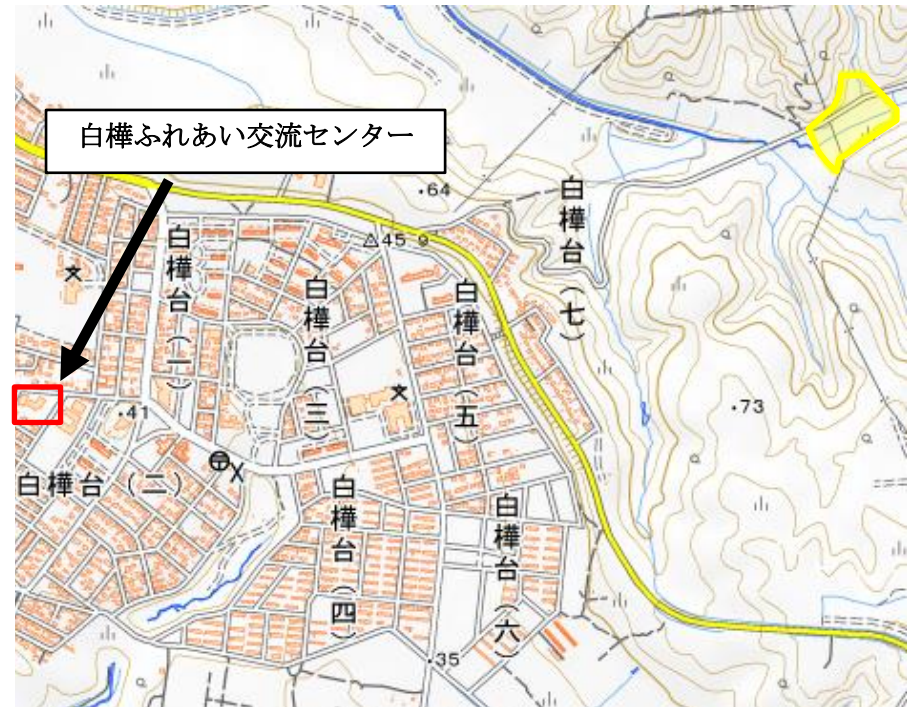 白樺ふれあい交流センター
64
45.9
白樺台（七）
白樺台（一）
白樺台（三）
白樺台（五）
73
41
白樺台（二）
白樺台（四）
白樺台（六）
35